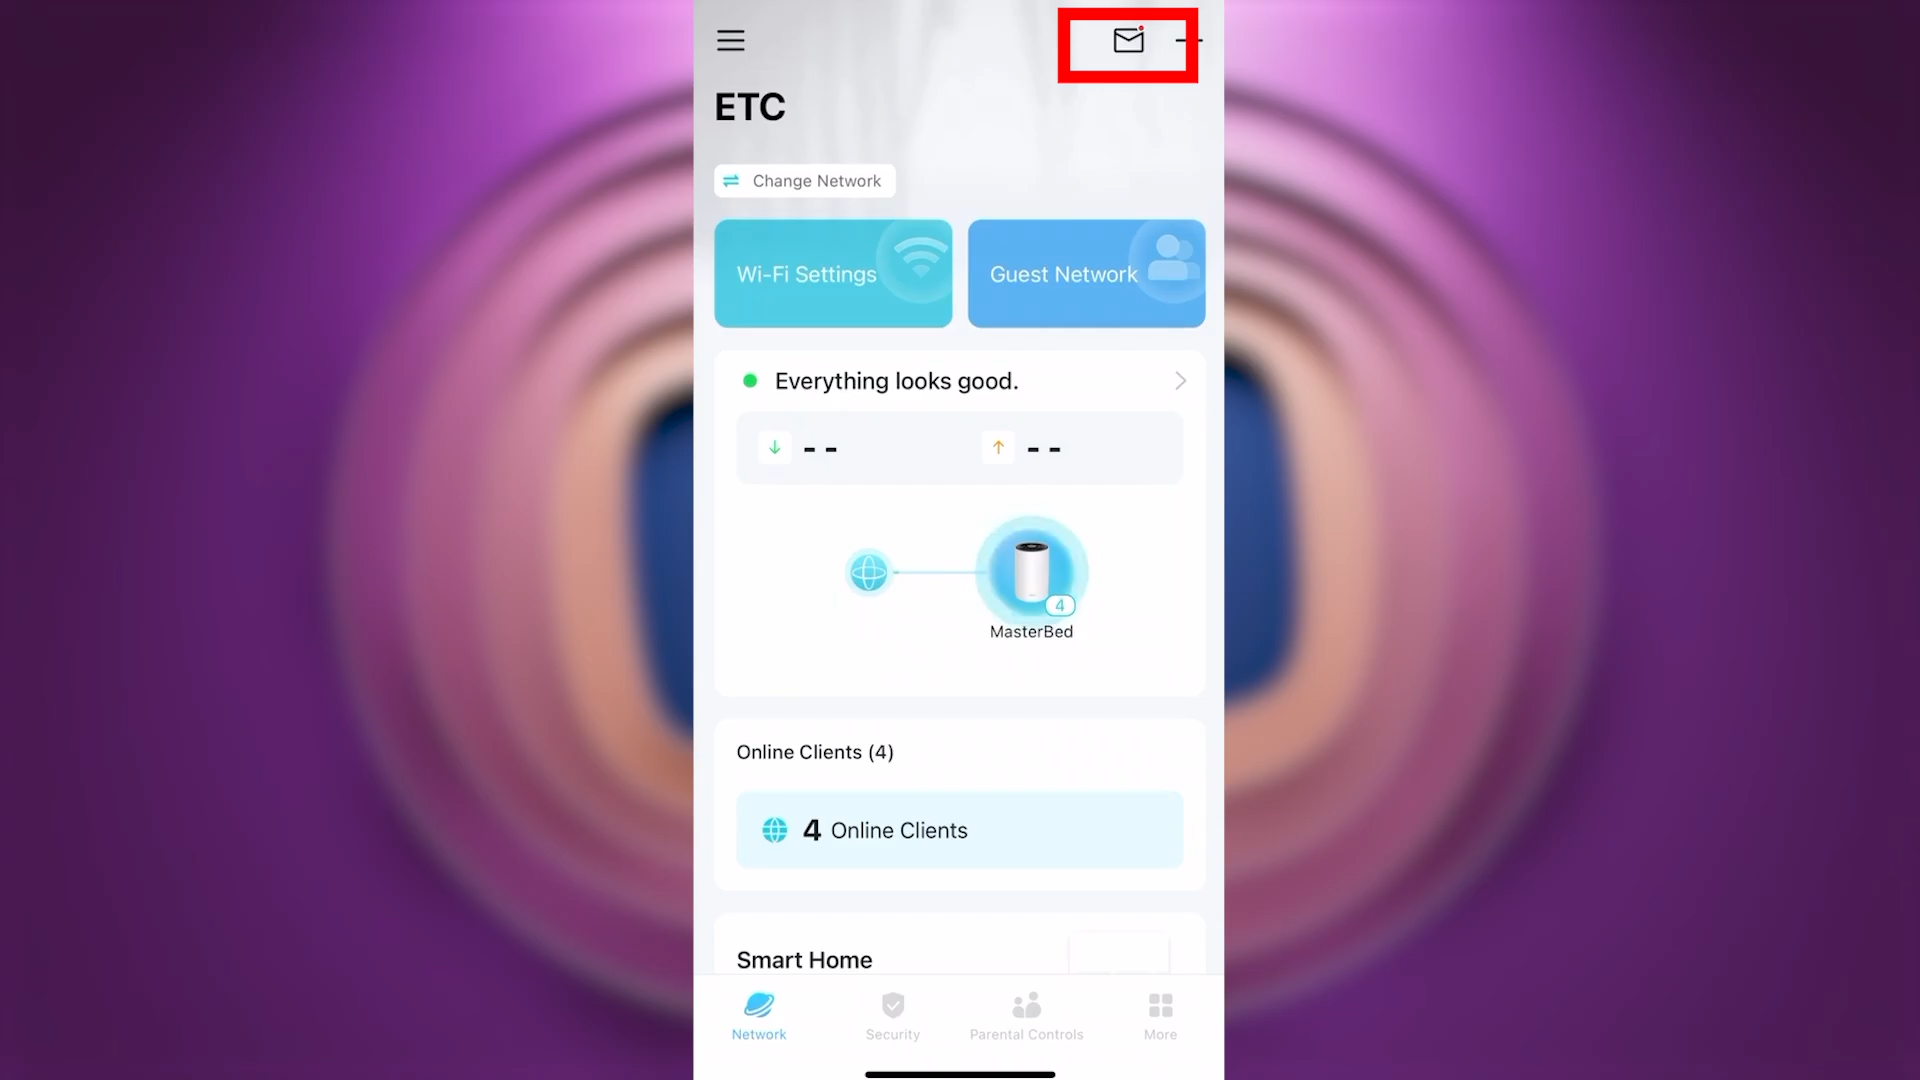 ETC
Change Network
Wi-Fi Settings
Guest Network
Everything looks good.
--
--
4
MasterBed
Online Clients (4)
4 Online Clients
Smart Home
Network
Security
Parental Controls
More